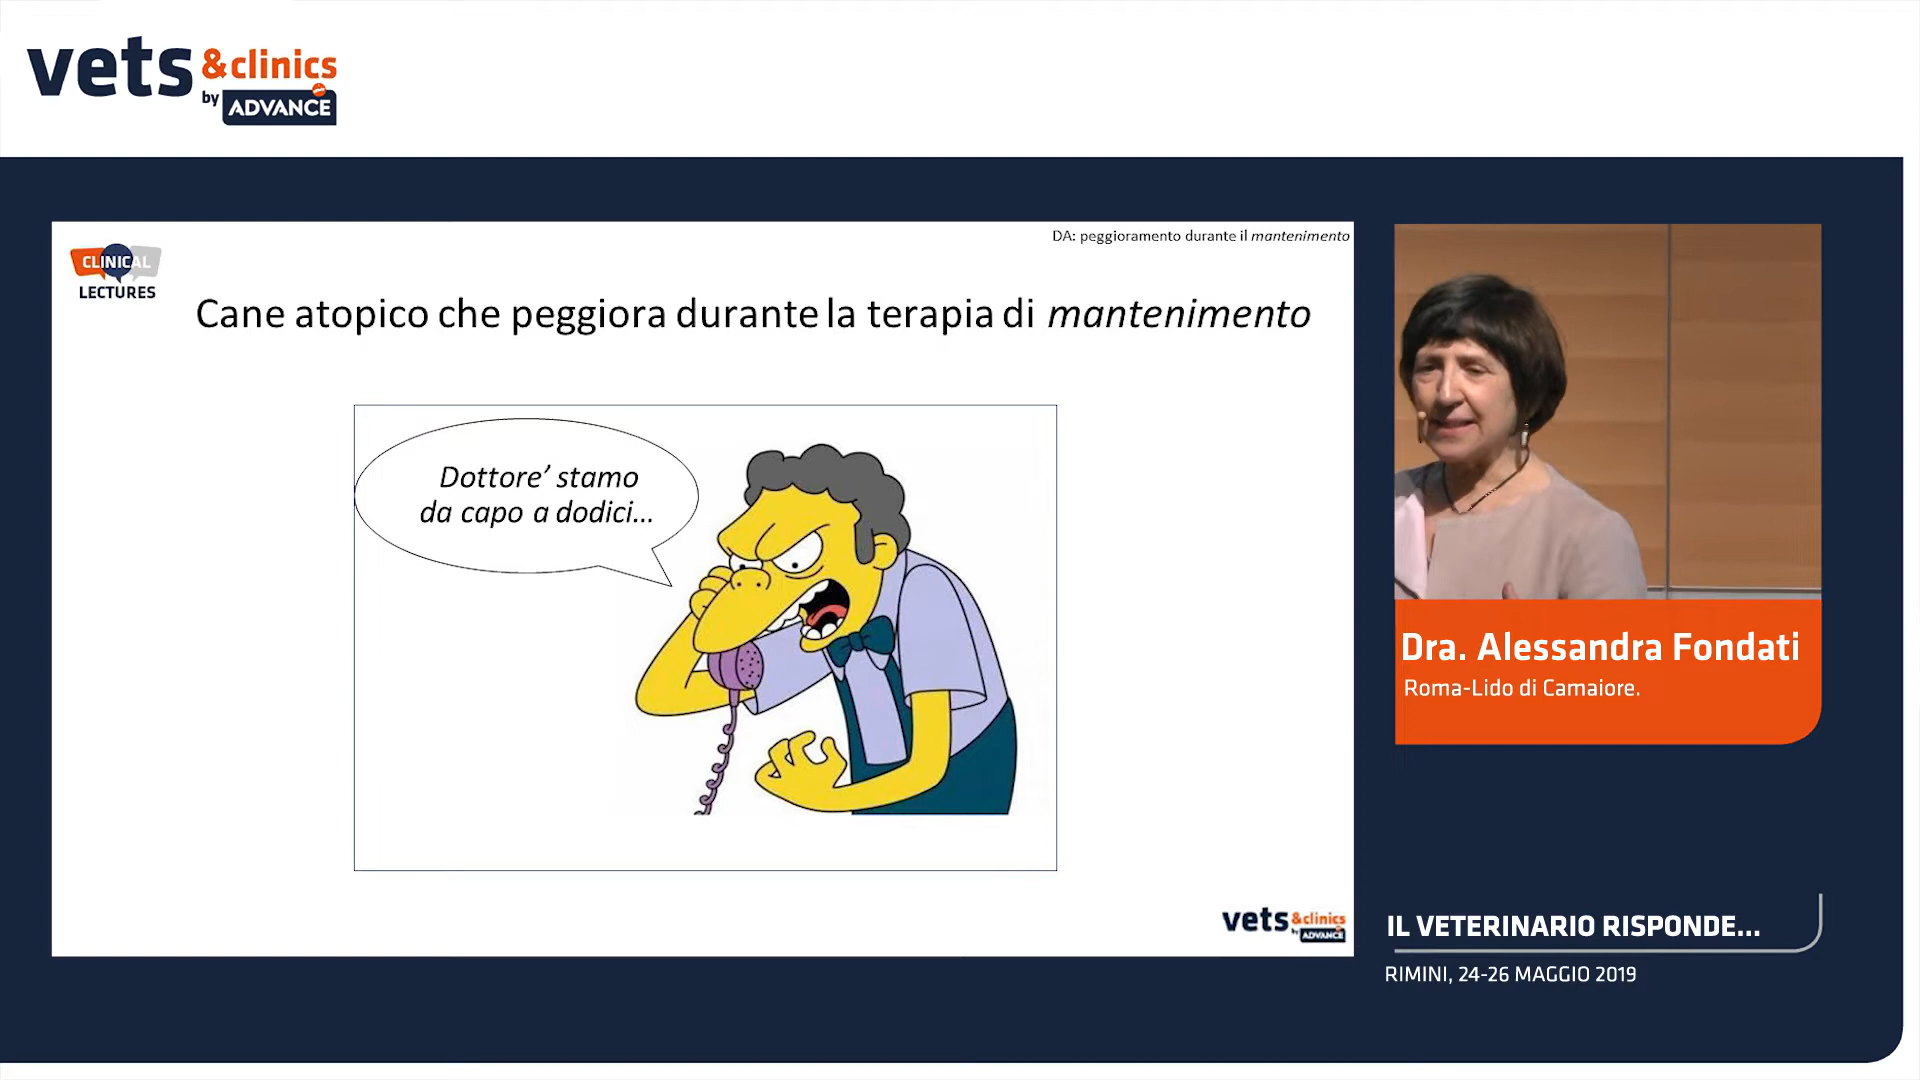 vets &clinics
by ADVANCE
CLINICAL
LECTURES
DA: peggioramento durante il mantenimento
Cane atopico che peggiora durante la terapia di mantenimento
Dottore’ stamo
da capo a dodici...
vets &clinics
by ADVANCE
Dra. Alessandra Fondati
Roma-Lido di Camaiore.
IL VETERINARIO RISPONDE...
RIMINI, 24-26 MAGGIO 2019